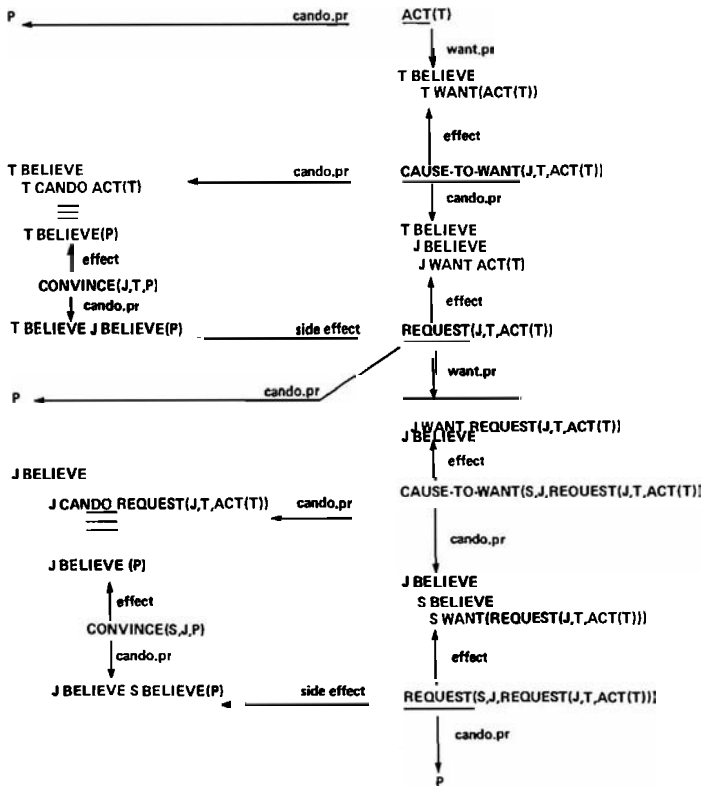 P cando.pr ACT(T)
want.pr
T BELIEVE
T WANT(ACT(T))
effect
T BELIEVE cando.pr CAUSE-TO-WANT(J,T,ACT(T))
T CANDO ACT(T)
cando.pr
T BELIEVE(P) T BELIEVE
J BELIEVE
effect J WANT ACT(T)
CONVINCE(J,T,P) effect
cando.pr
T BELIEVE J BELIEVE(P) side effect REQUEST(J,T,ACT(T))
want.pr
P cando.pr
J WANT REQUEST(J,T,ACT(T))
J BELIEVE
effect
J BELIEVE
CAUSE-TO-WANT(S,J,REQUEST(J,T,ACT(T))
J CANDO REQUEST(J,T,ACT(T)) cando.pr
cando.pr
J BELIEVE (P) J BELIEVE
effect S BELIEVE
S WANT(REQUEST(J,T,ACT(T)))
CONVINCE(S,J,P)
cando.pr effect
J BELIEVE S BELIEVE(P) side effect REQUEST(S,J,REQUEST(J,T,ACT(T)))
cando.pr
P